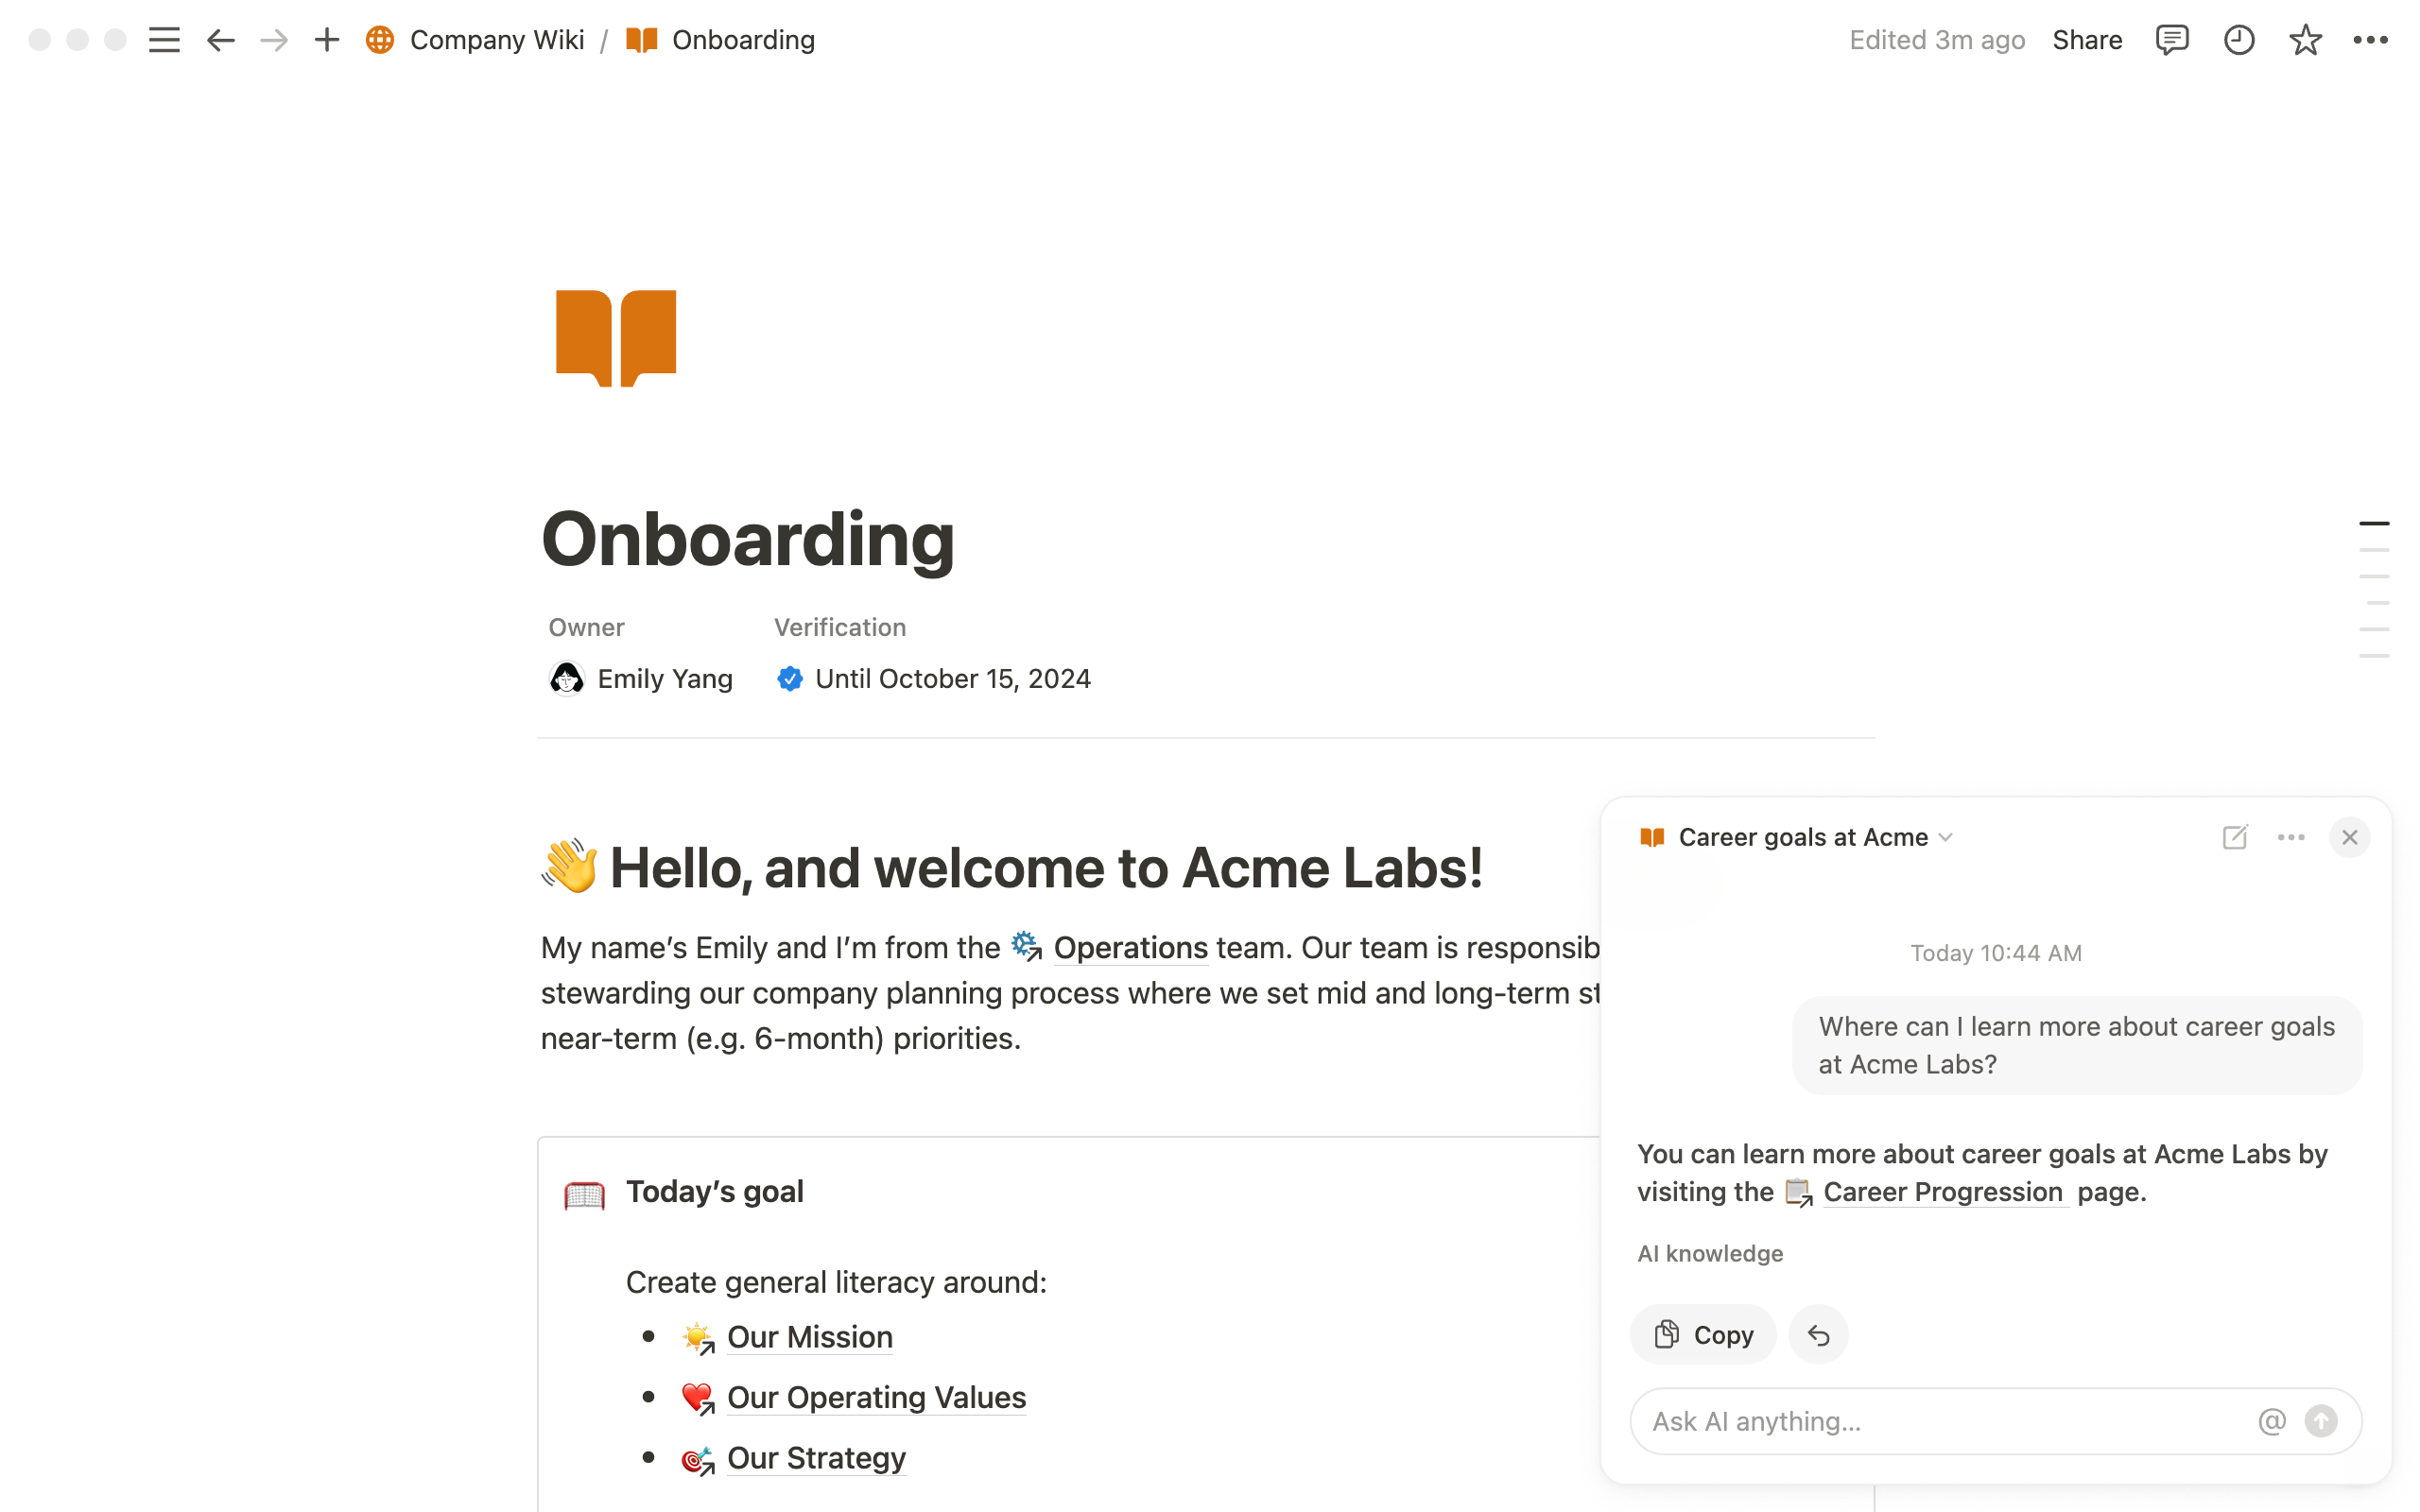 Company Wiki / Onboarding
Edited 3m ago Share
Onboarding
Owner Verification
Emily Yang Until October 15, 2024
👋 Hello, and welcome to Acme Labs!
My name’s Emily and I’m from the Operations team. Our team is responsib
stewarding our company planning process where we set mid and long-term st
near-term (e.g. 6-month) priorities.
Today’s goal
Create general literacy around:
• Our Mission
• Our Operating Values
• Our Strategy
Career goals at Acme
Today 10:44 AM
Where can I learn more about career goals
at Acme Labs?
You can learn more about career goals at Acme Labs by
visiting the Career Progression page.
AI knowledge
Copy
Ask AI anything...
@